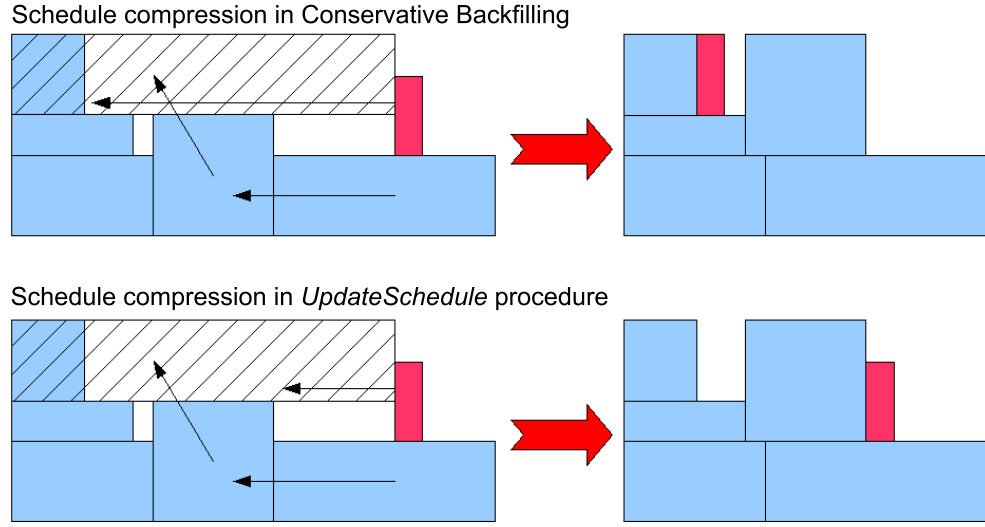 Schedule compression in Conservative Backfilling
Schedule compression in UpdateSchedule procedure